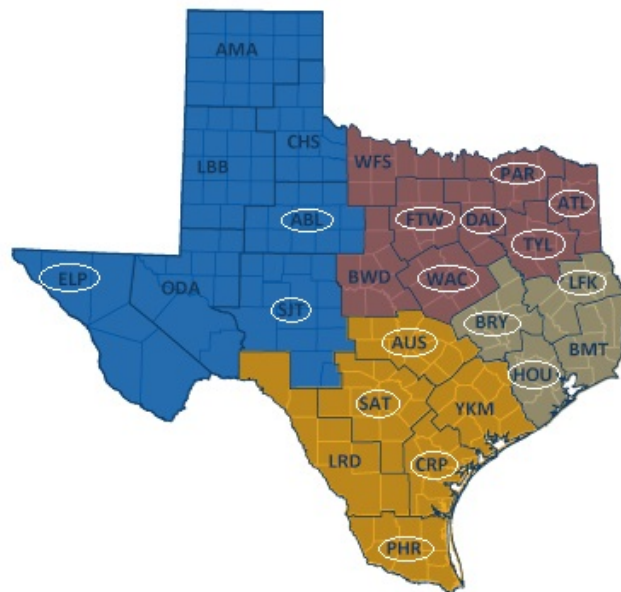 AMA
CHS
LBB
WFS
PAR
ATL
ABL
FTW
DAL
TYL
ELP
ODA
SJT
BWD
WAC
LFK
BRY
AUS
BMT
HOU
SAT
YKM
LRD
CRP
PHR